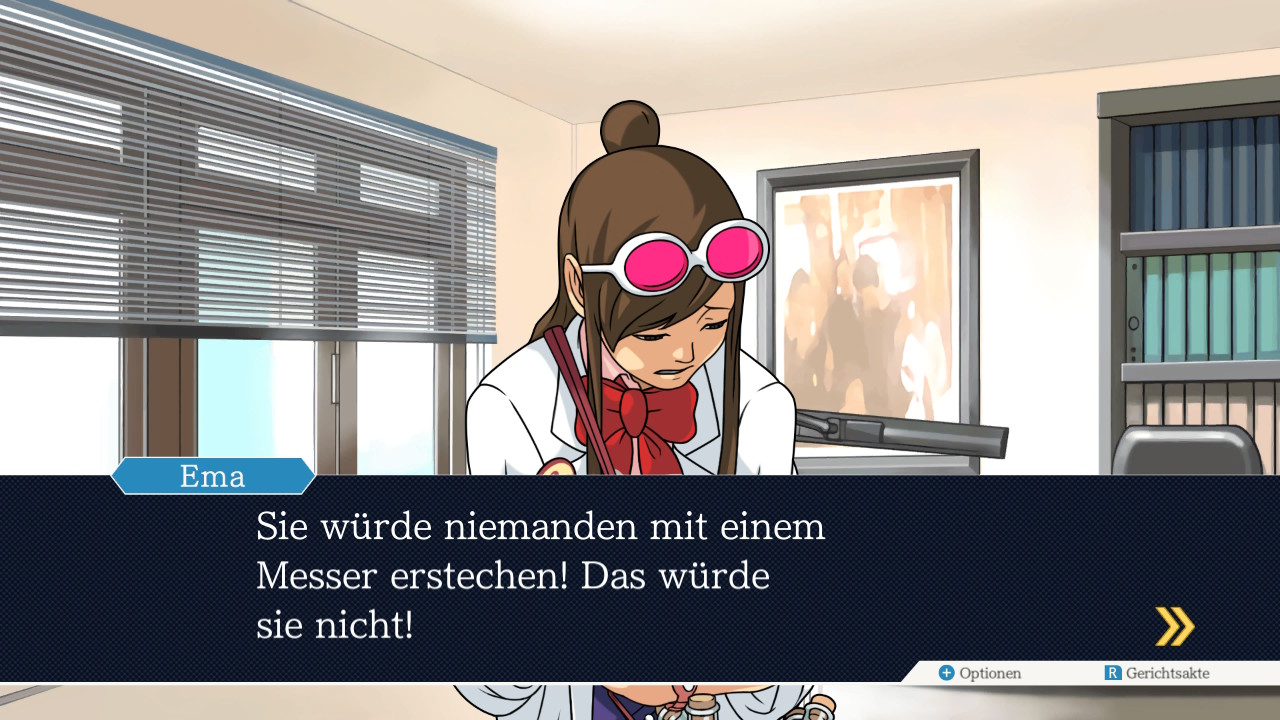 Ema
Sie würde niemanden mit einem
Messer erstechen! Das würde
sie nicht!
+ Optionen
R Gerichtsakte